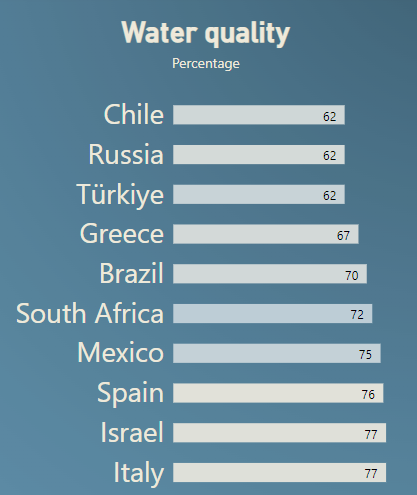 Water quality
Percentage
Chile 62
Russia 62
Türkiye 62
Greece 67
Brazil 70
South Africa 72
Mexico 75
Spain 76
Israel 77
Italy 77